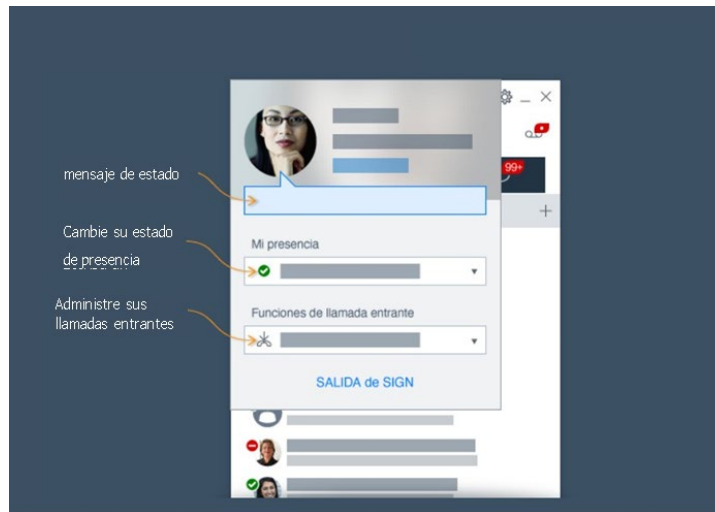 99+
mensaje de estado
Cambie su estado
de presencia
Mi presencia
Administre sus
llamadas entrantes
Funciones de llamada entrante
SALIDA de SIGN